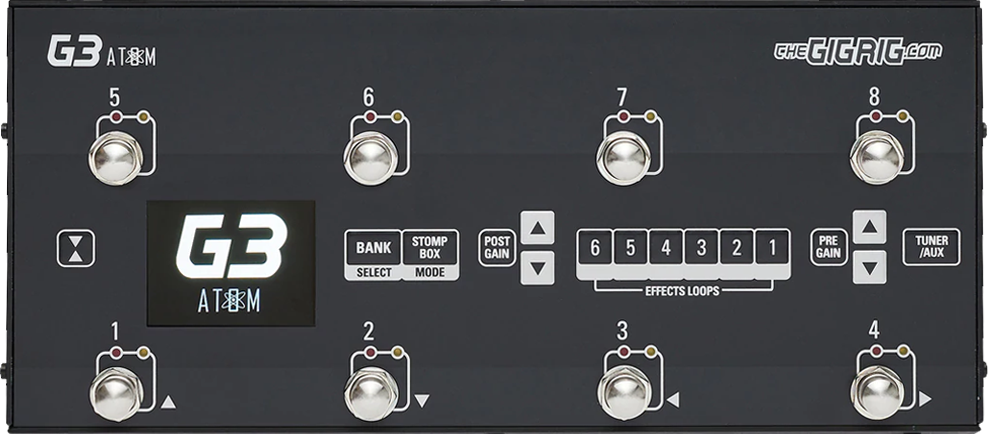 G3 ATOM
THEGIGRIG.COM
5
6
7
8
G3
ATOM
BANK
SELECT
STOMP
BOX
MODE
POST
GAIN
6 5 4 3 2 1
EFFECTS LOOPS
PRE
GAIN
TUNER
/AUX
1
2
3
4